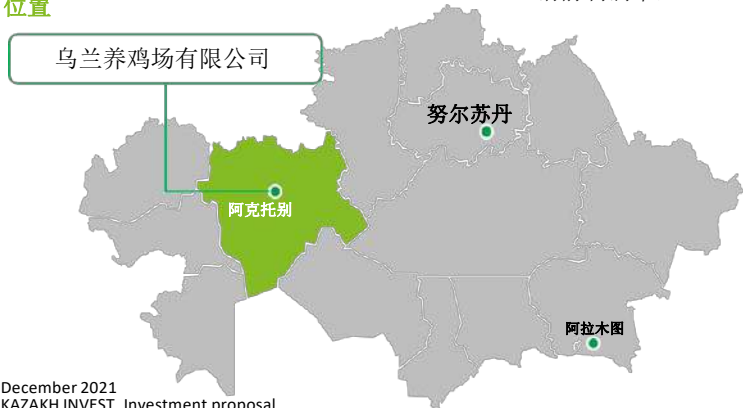 位置
乌兰养鸡场有限公司
努尔苏丹
阿克托别
阿拉木图
December 2021
KAZAKH INVEST Investment proposal